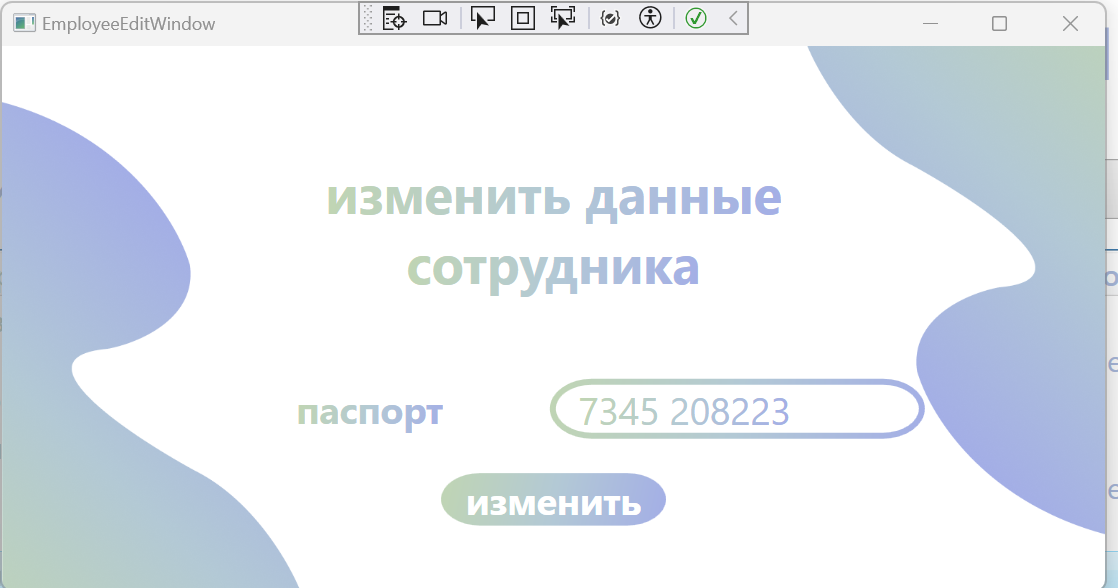 EmployeeEditWindow
изменить данные
сотрудника
паспорт
7345 208223
изменить